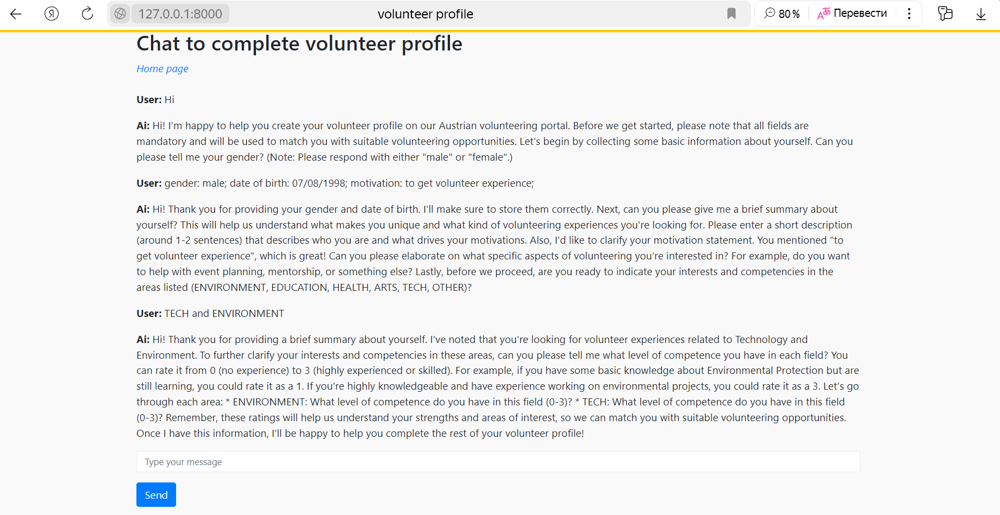 Я
127.0.0.1:8000
volunteer profile
80%
Aあ Перевести
Chat to complete volunteer profile
Home page
User: Hi
Ai: Hi! I'm happy to help you create your volunteer profile on our Austrian volunteering portal. Before we get started, please note that all fields are
mandatory and will be used to match you with suitable volunteering opportunities. Let's begin by collecting some basic information about yourself. Can you
please tell me your gender? (Note: Please respond with either "male" or "female".)
User: gender: male; date of birth: 07/08/1998; motivation: to get volunteer experience;
Ai: Hi! Thank you for providing your gender and date of birth. I'll make sure to store them correctly. Next, can you please give me a brief summary about
yourself? This will help us understand what makes you unique and what kind of volunteering experiences you're looking for. Please enter a short description
(around 1-2 sentences) that describes who you are and what drives your motivations. Also, I'd like to clarify your motivation statement. You mentioned "to
get volunteer experience", which is great! Can you please elaborate on what specific aspects of volunteering you're interested in? For example, do you want
to help with event planning, mentorship, or something else? Lastly, before we proceed, are you ready to indicate your interests and competencies in the
areas listed (ENVIRONMENT, EDUCATION, HEALTH, ARTS, TECH, OTHER)?
User: TECH and ENVIRONMENT
Ai: Hi! Thank you for providing a brief summary about yourself. I've noted that you're looking for volunteer experiences related to Technology and
Environment. To further clarify your interests and competencies in these areas, can you please tell me what level of competence you have in each field? You
can rate it from 0 (no experience) to 3 (highly experienced or skilled). For example, if you have some basic knowledge about Environmental Protection but are
still learning, you could rate it as a 1. If you're highly knowledgeable and have experience working on environmental projects, you could rate it as a 3. Let's go
through each area: * ENVIRONMENT: What level of competence do you have in this field (0-3)? * TECH: What level of competence do you have in this field
(0-3)? Remember, these ratings will help us understand your strengths and areas of interest, so we can match you with suitable volunteering opportunities.
Once I have this information, I'll be happy to help you complete the rest of your volunteer profile!
Type your message
Send